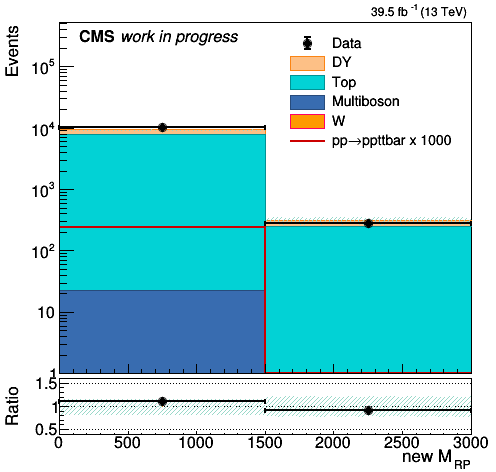 39.5 fb⁻¹ (13 TeV)
CMS work in progress
Events
Data
DY
Top
Multiboson
W
pp→ppttbar x 1000
10⁵
10⁴
10³
10²
10
1
Ratio
1.5
1
0.5
0 500 1000 1500 2000 2500 3000
new M_RP